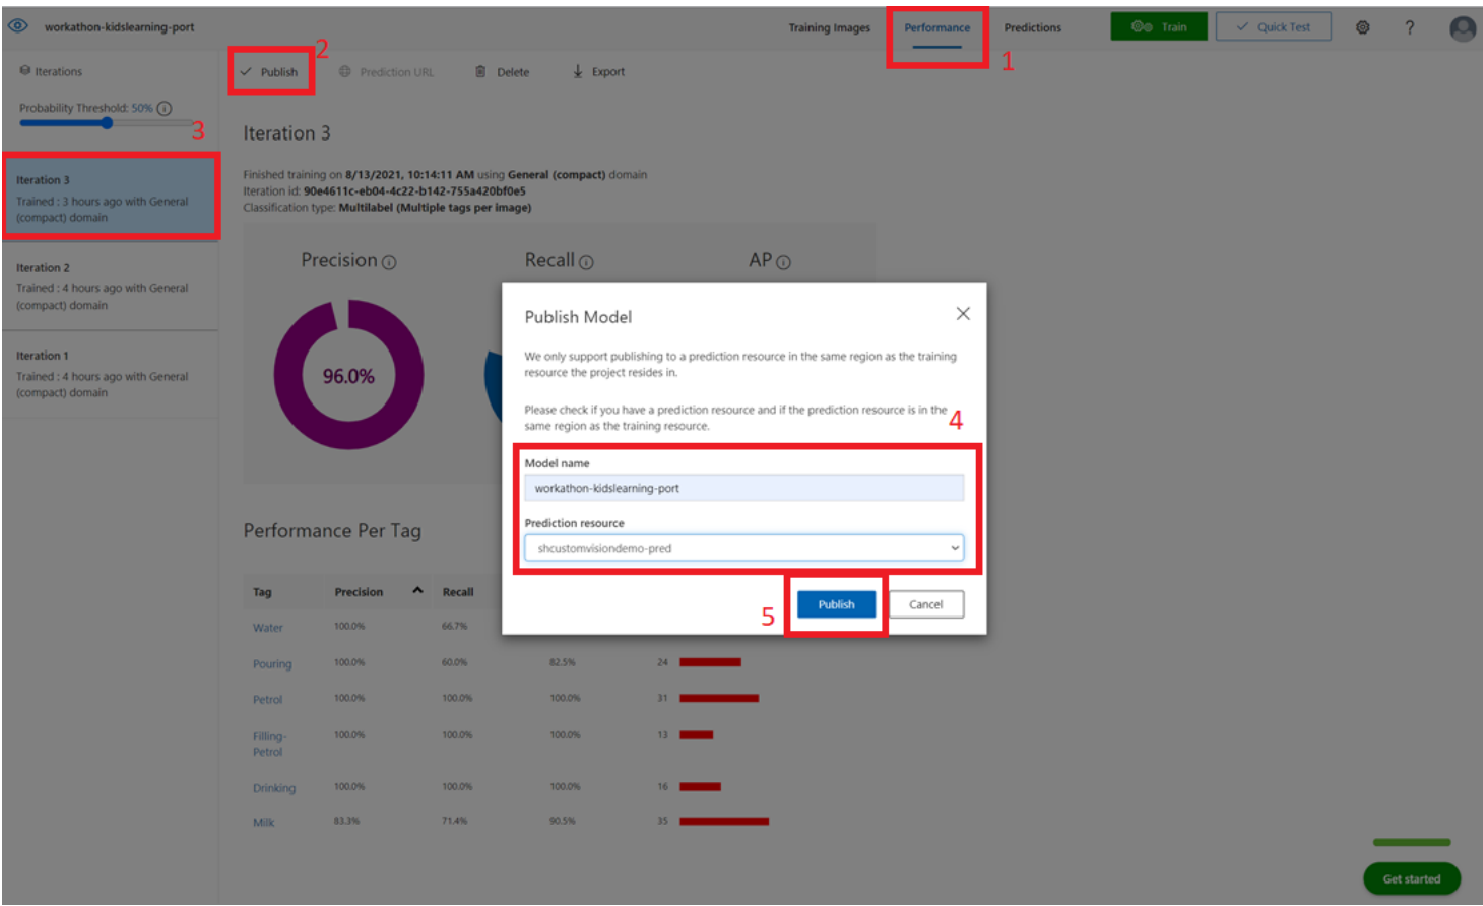 workathon-kidslearning-port
Training Images
Performance
Predictions
Train
Quick Test
?
1
2
Iterations
Publish
Prediction URL
Delete
Export
Probability Threshold: 50%
3
Iteration 3
Iteration 3
Trained : 3 hours ago with General
(compact) domain
Iteration 2
Trained : 4 hours ago with General
(compact) domain
Iteration 1
Trained : 4 hours ago with General
(compact) domain
Finished training on 8/13/2021, 10:14:11 AM using General (compact) domain
Iteration id: 90e4611c-eb04-4c22-b142-755a420bf0e5
Classification type: Multilabel (Multiple tags per image)
Precision
Recall
AP
96.0%
Publish Model
We only support publishing to a prediction resource in the same region as the training
resource the project resides in.
Please check if you have a prediction resource and if the prediction resource is in the
same region as the training resource.
4
Model name
workathon-kidslearning-port
Prediction resource
shcustomvisiondemo-pred
5
Publish
Cancel
Performance Per Tag
Tag Precision Recall
Water 100.0% 66.7%
Pouring 100.0% 60.0% 82.5% 24
Petrol 100.0% 100.0% 100.0% 31
Filling-
Petrol 100.0% 100.0% 100.0% 13
Drinking 100.0% 100.0% 100.0% 16
Milk 83.3% 71.4% 90.5% 35
Get started